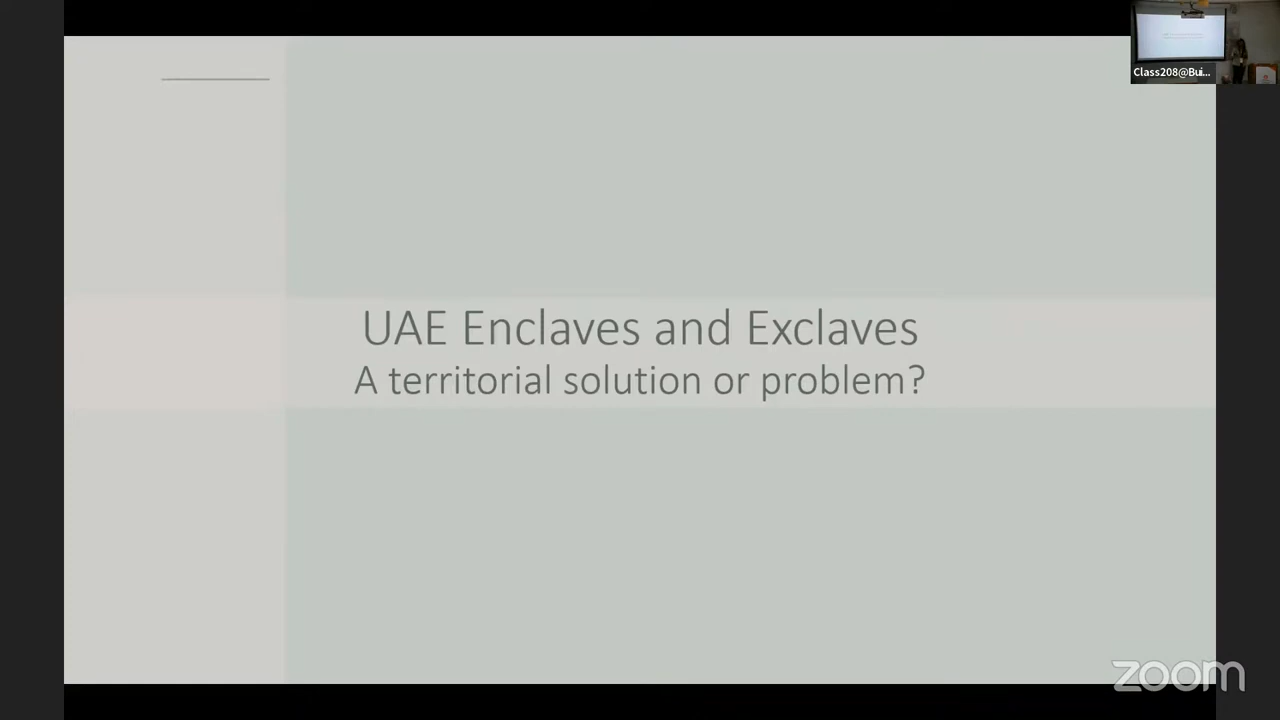 Class208@Bui...
UAE Enclaves and Exclaves
A territorial solution or problem?
zoom